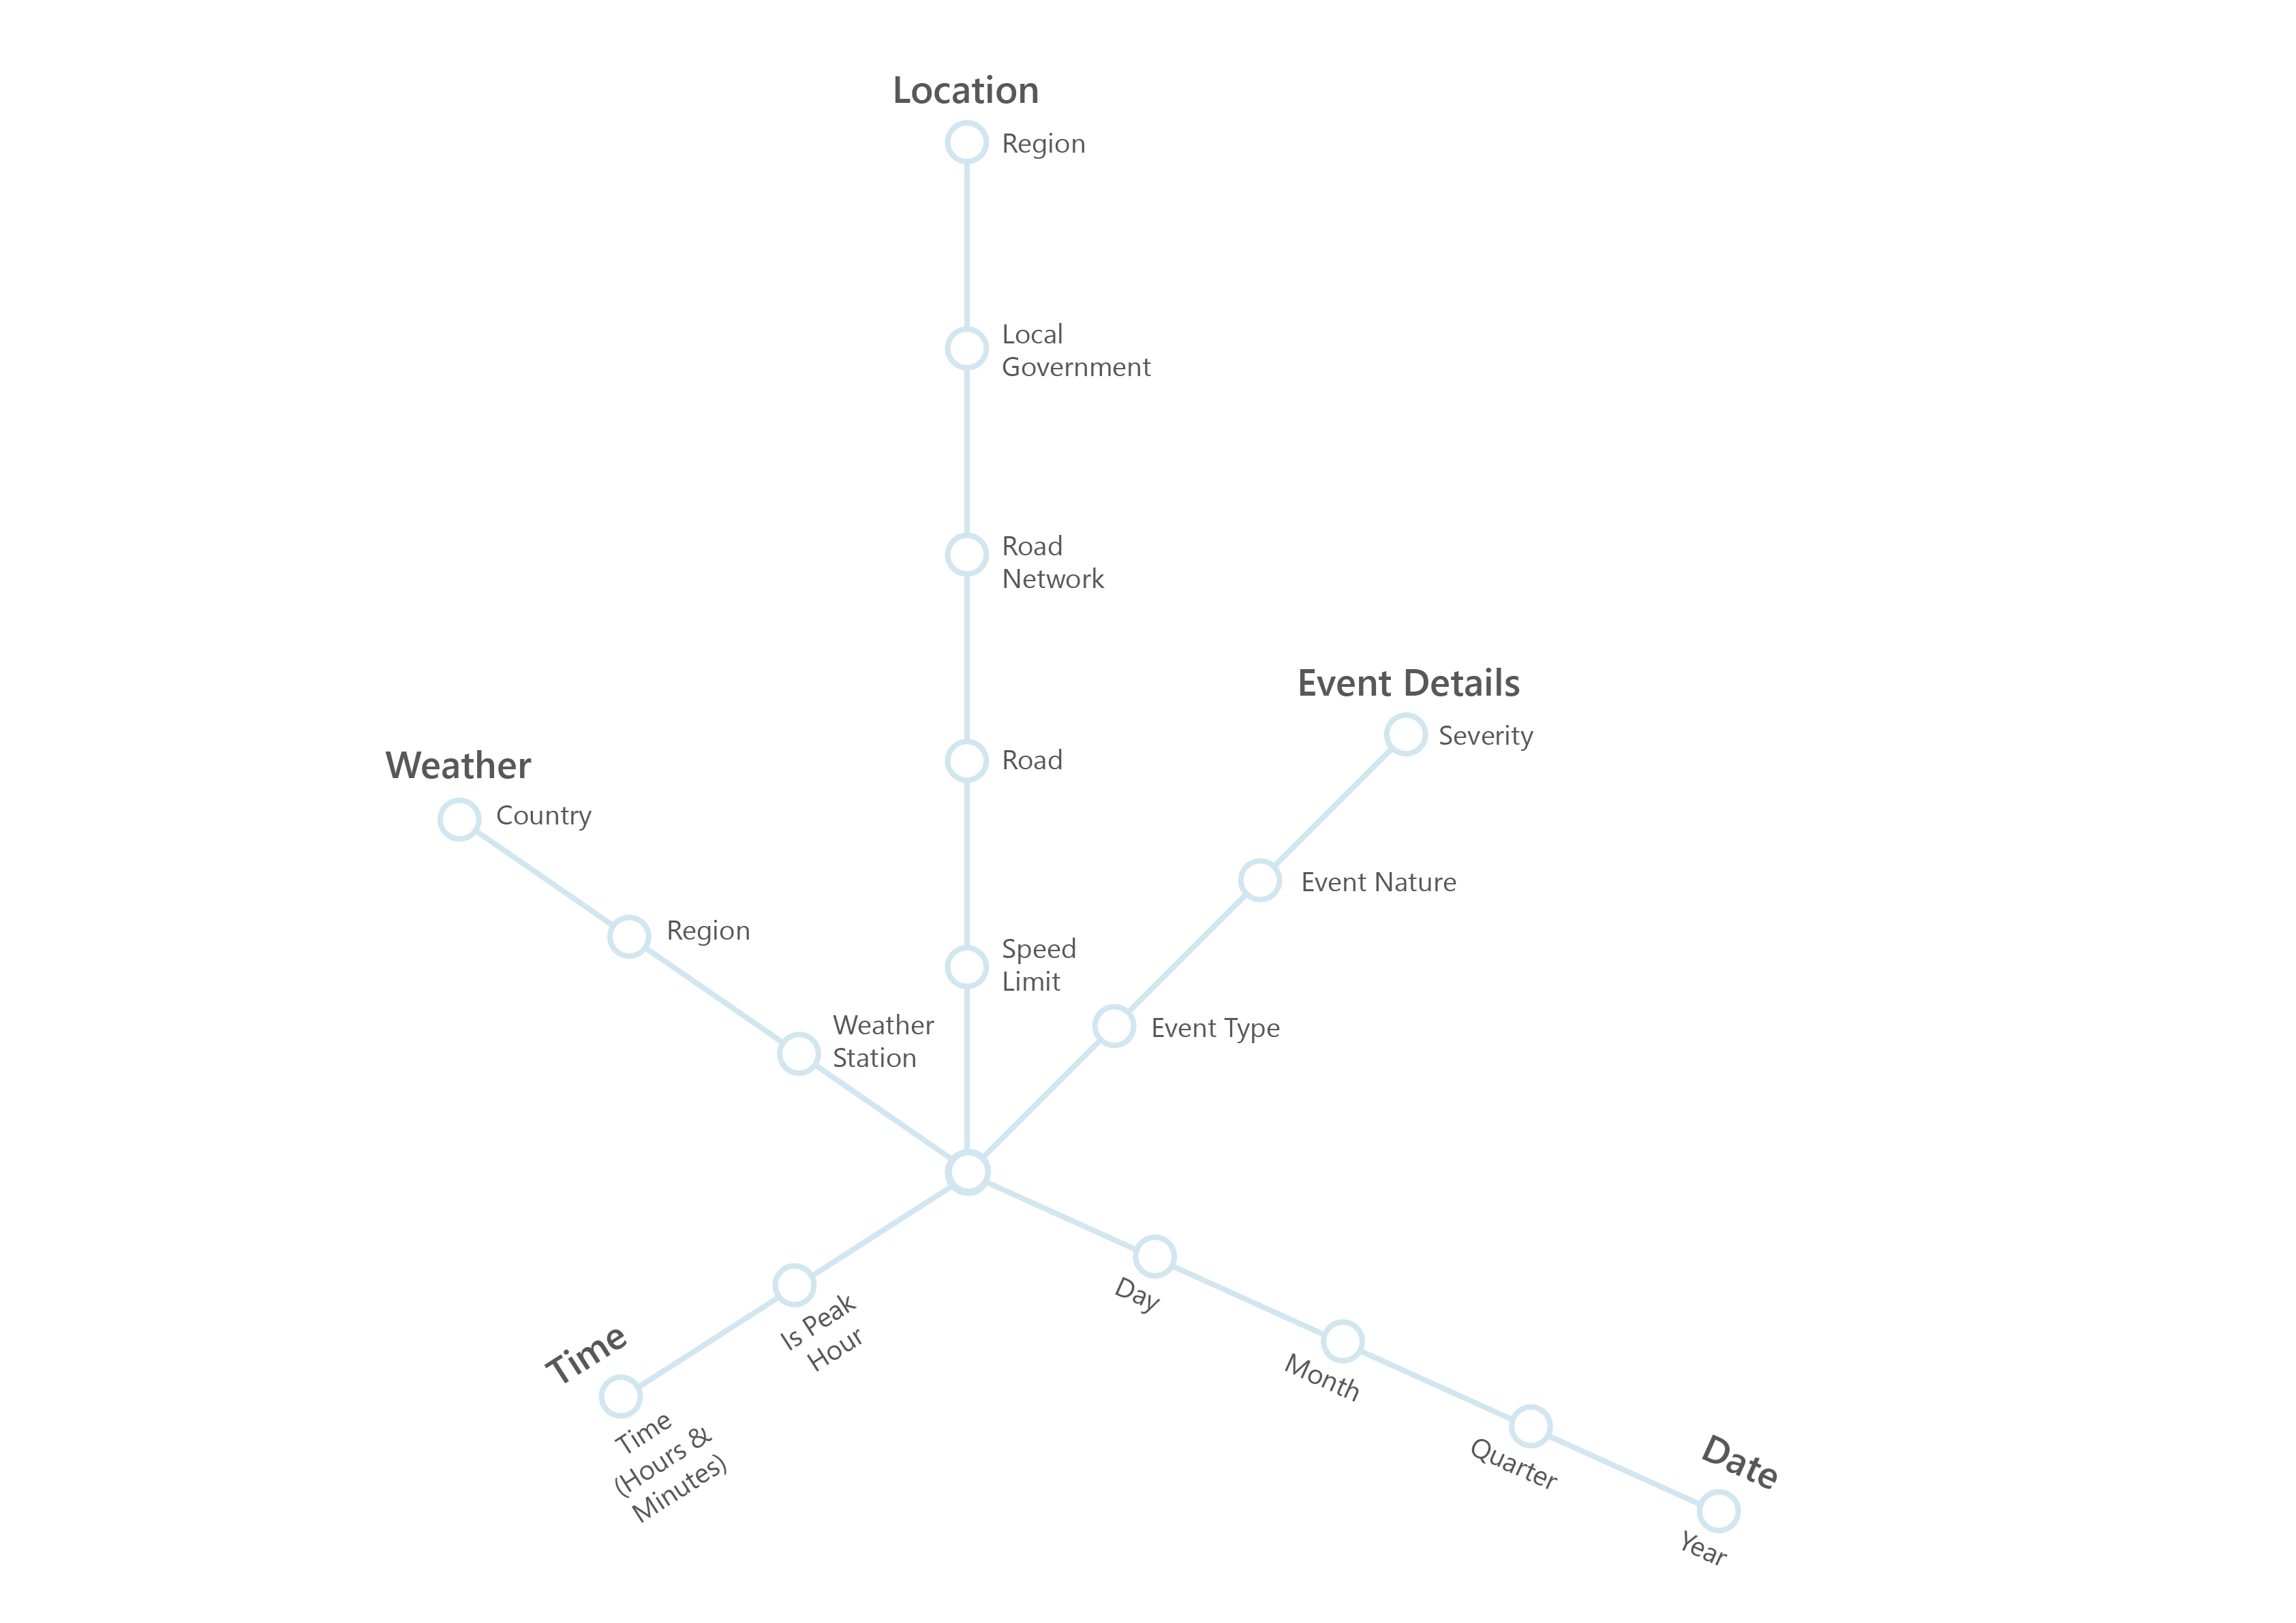 Location
Region
Local
Government
Road
Network
Road
Speed
Limit
Event Details
Severity
Event Nature
Event Type
Weather
Country
Region
Weather
Station
Time
Is Peak
Hour
Time
(Hours &
Minutes)
Day
Month
Quarter
Date
Year